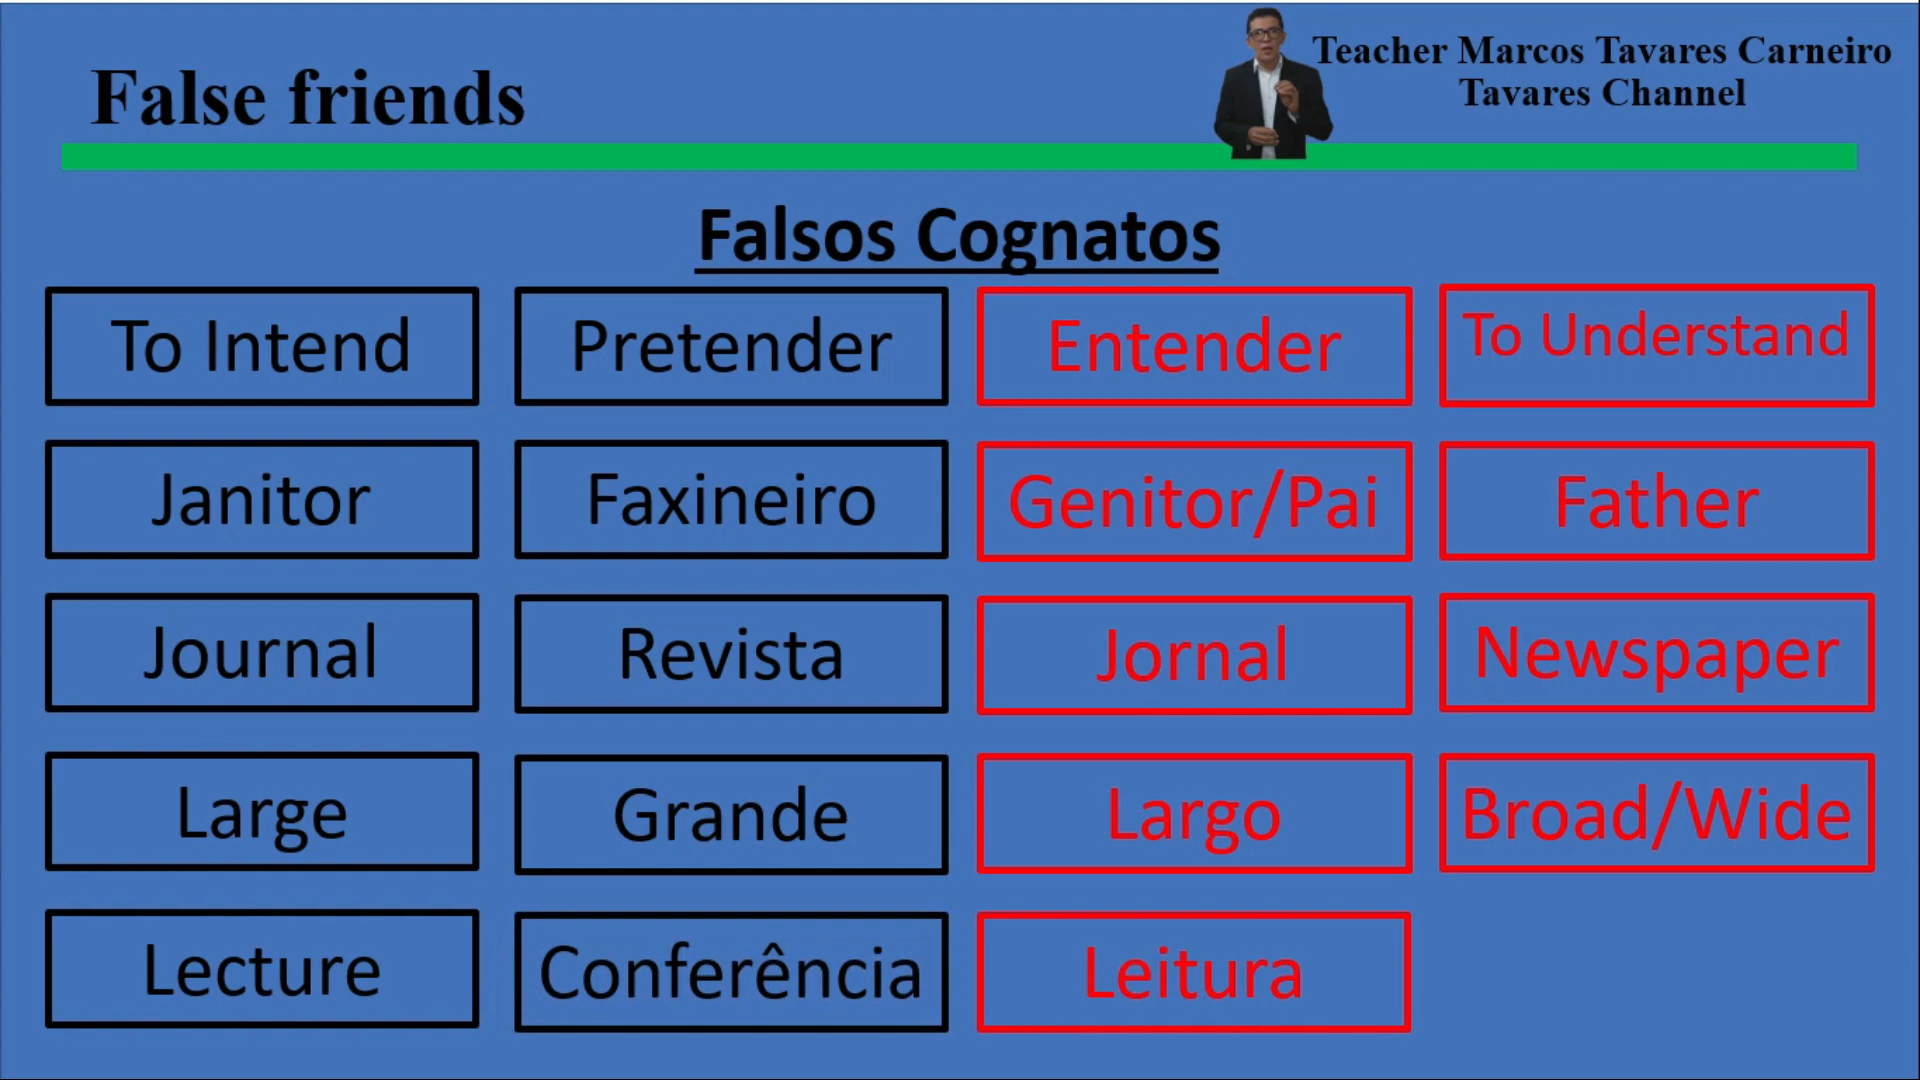 False friends
Teacher Marcos Tavares Carneiro
Tavares Channel
Falsos Cognatos
To Intend
Pretender
Entender
To Understand
Janitor
Faxineiro
Genitor/Pai
Father
Journal
Revista
Jornal
Newspaper
Large
Grande
Largo
Broad/Wide
Lecture
Conferência
Leitura